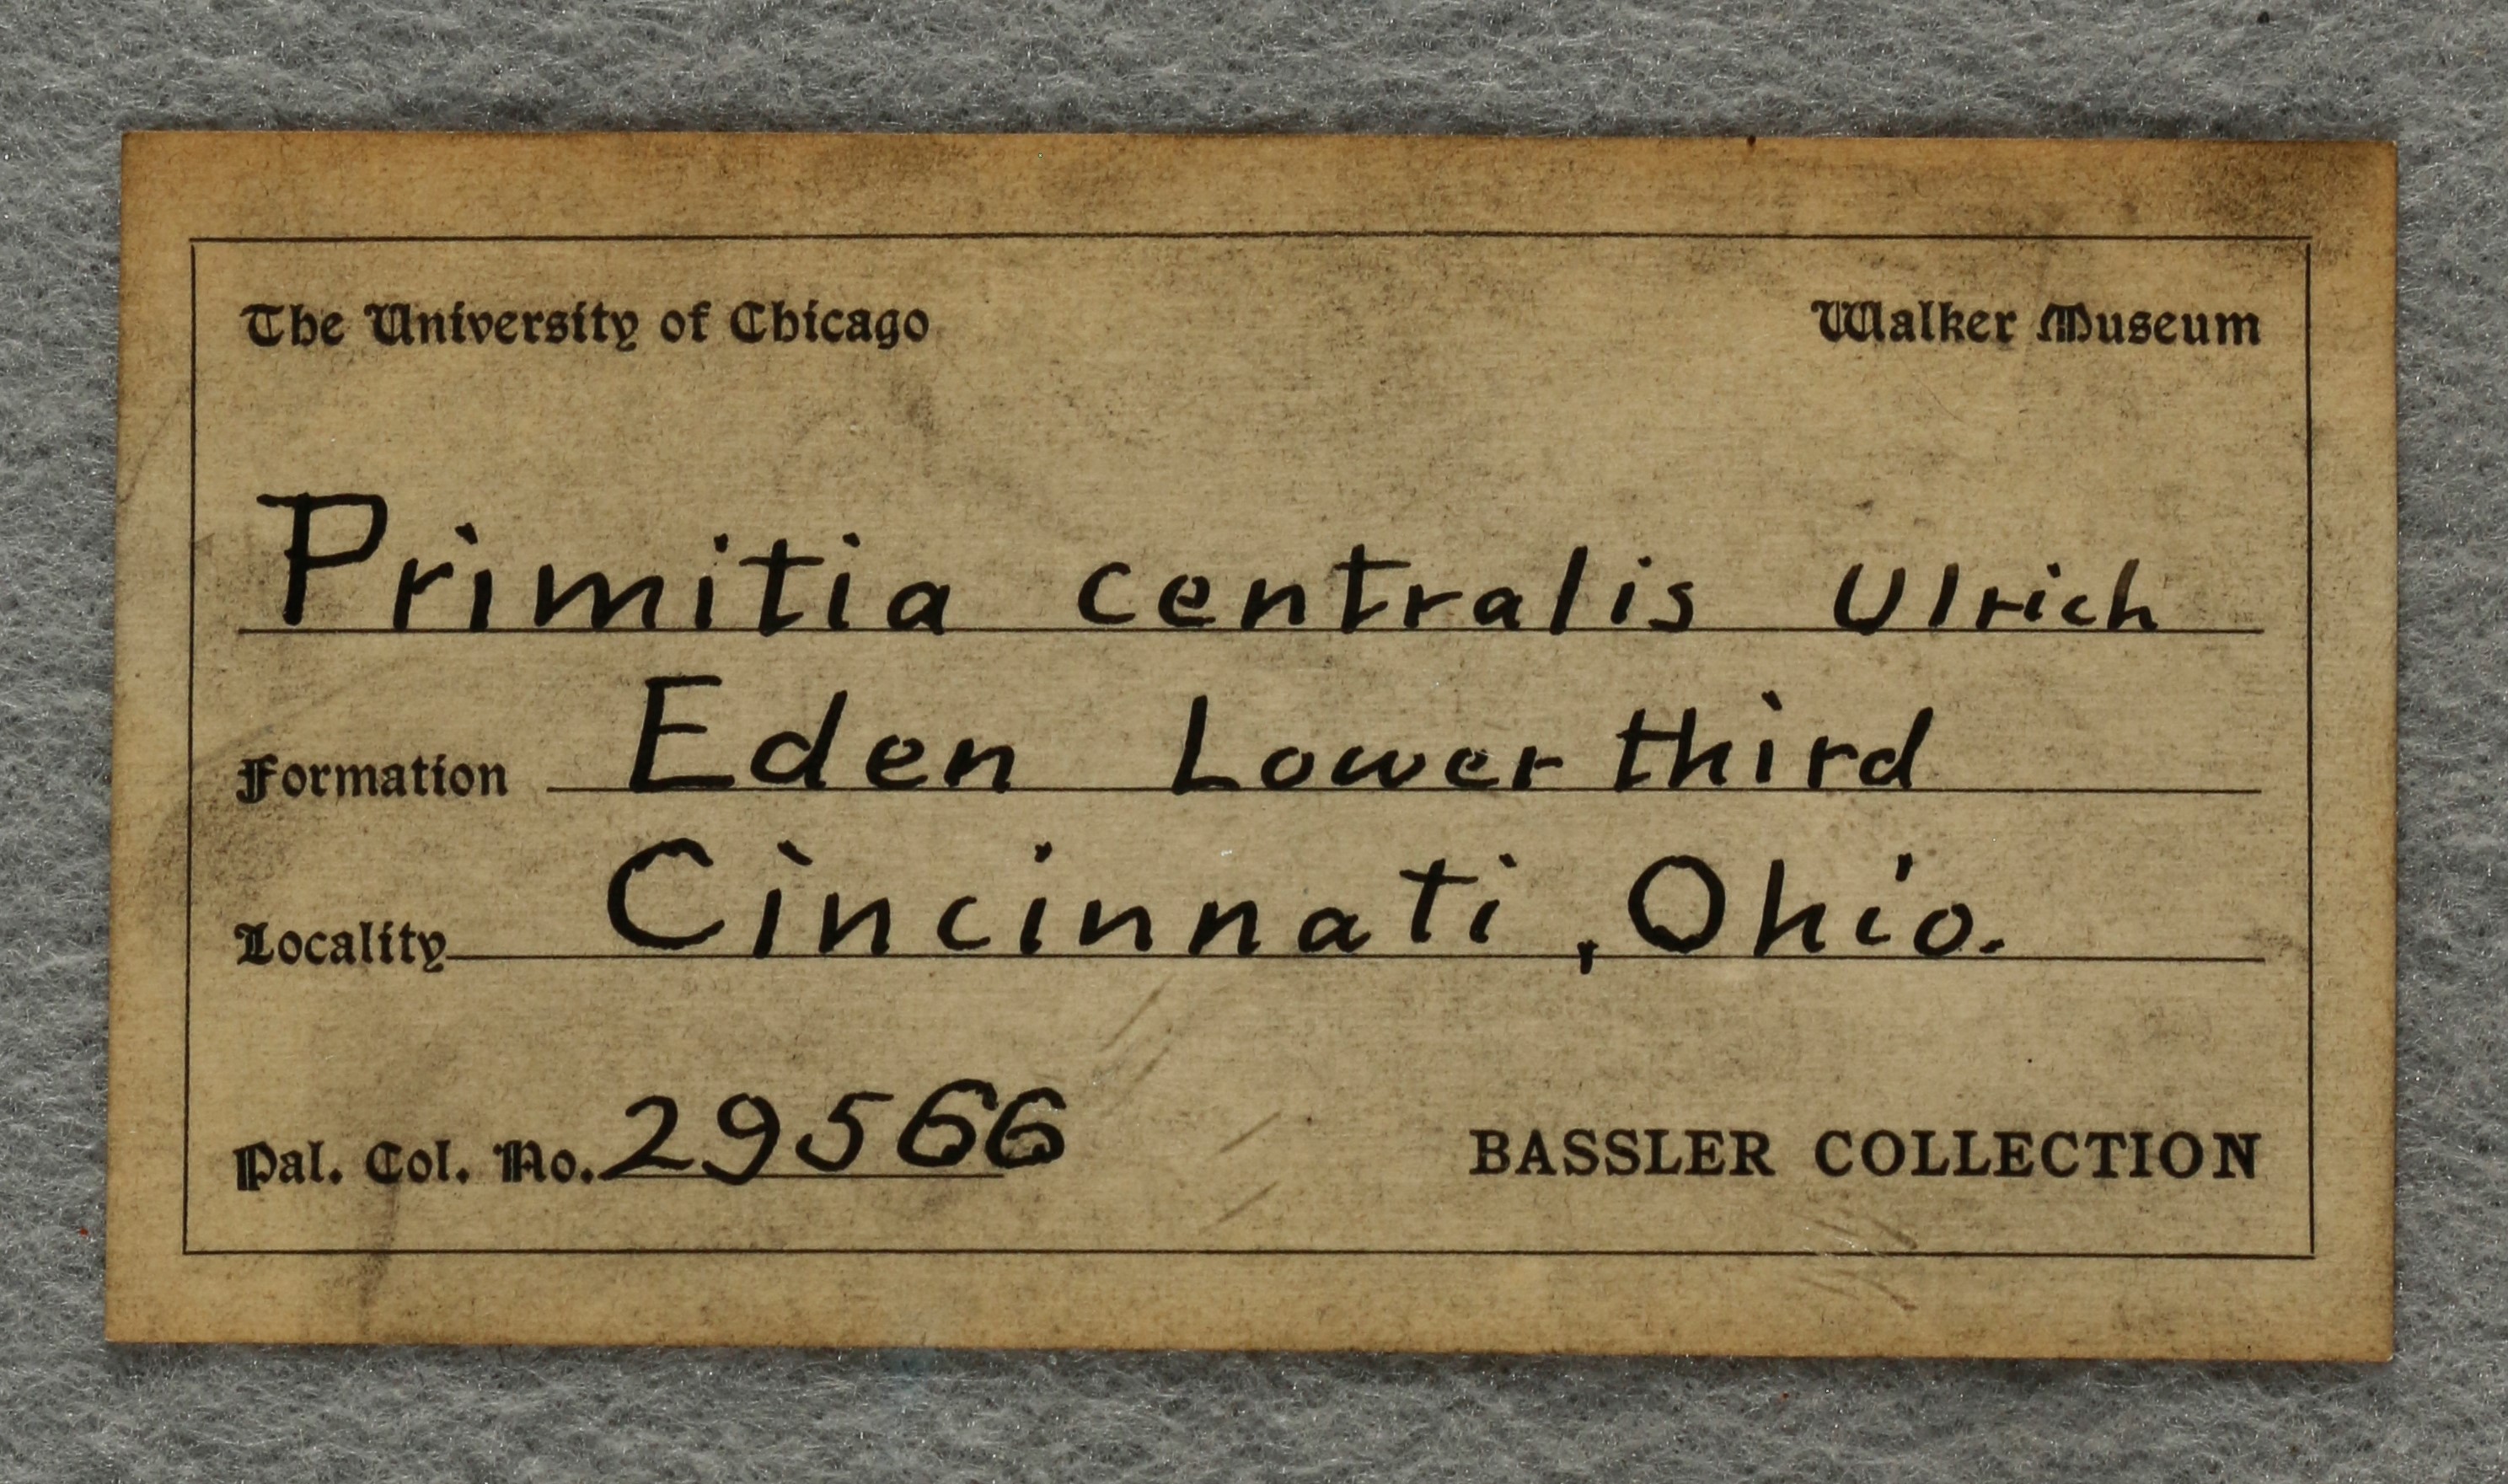 The University of Chicago Walker Museum
Primitia centralis Ulrich
Formation Eden Lower third
Locality Cincinnati, Ohio.
Pal. Col. No. 29566 BASSLER COLLECTION